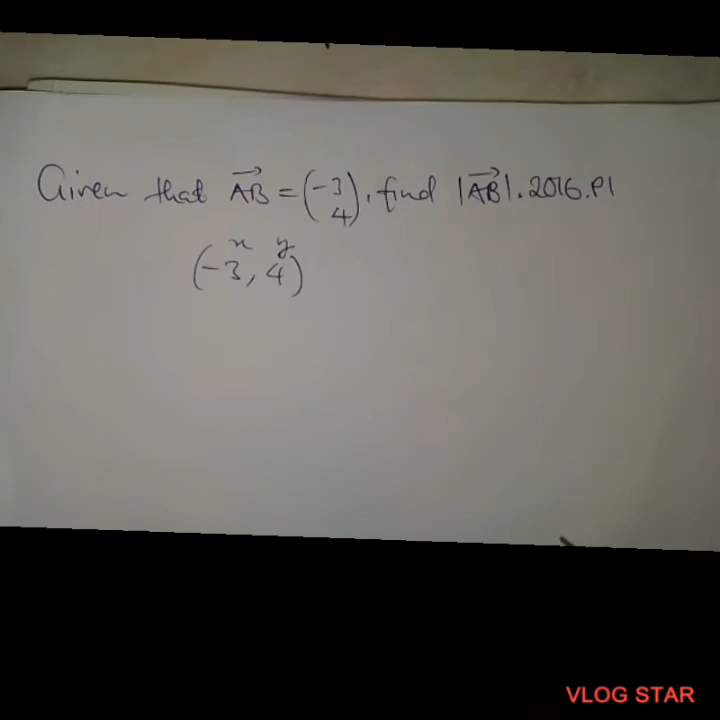 Given that AB⃗ = (-3 4). find |AB⃗|. 2016. P1
x y
(-3, 4)
VLOG STAR